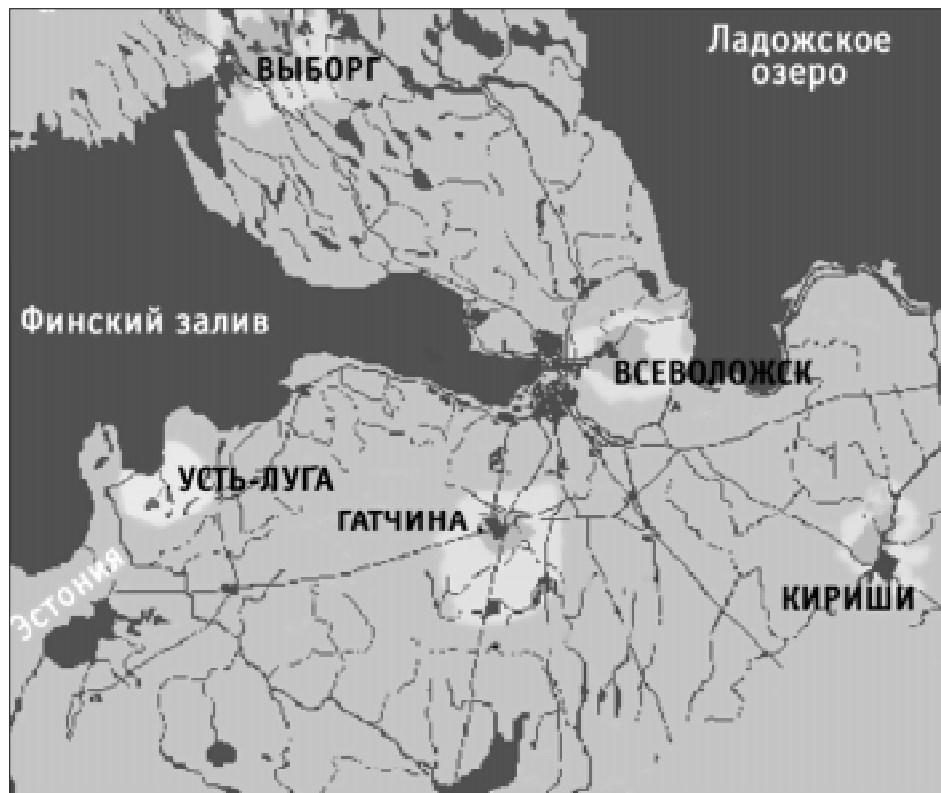 ВЫБОРГ
Ладожское
озеро
Финский залив
ВСЕВОЛОЖСК
УСТЬ-ЛУГА
ГАТЧИНА
Эстония
КИРИШИ